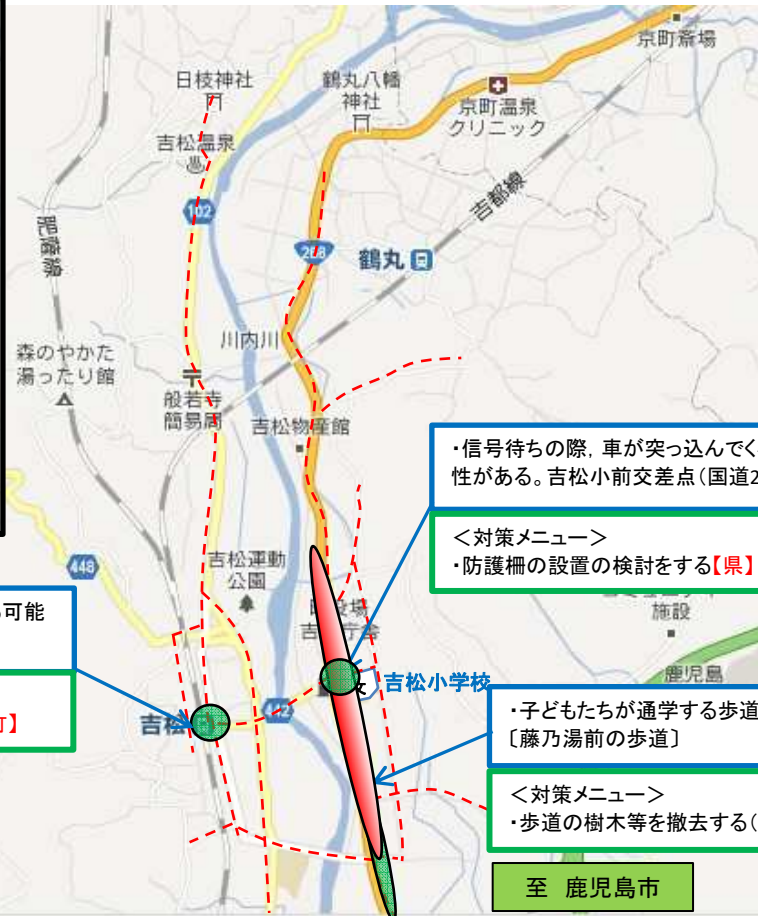 京町斎場
日枝神社
鶴丸八幡
神社
京町温泉
クリニック
吉松温泉
102
吉都線
肥薩線
鶴丸
川内川
森のやかた
湯ったり館
般若寺
簡易局
吉松物産館
・信号待ちの際，車が突っ込んでく
性がある。吉松小前交差点（国道2
＜対策メニュー＞
・防護柵の設置の検討をする【県】
448
吉松運動
公園
施設
可能
鹿児島
吉松小学校
吉松
・子どもたちが通学する歩道
〔藤乃湯前の歩道〕
＜対策メニュー＞
・歩道の樹木等を撤去する（
至 鹿児島市